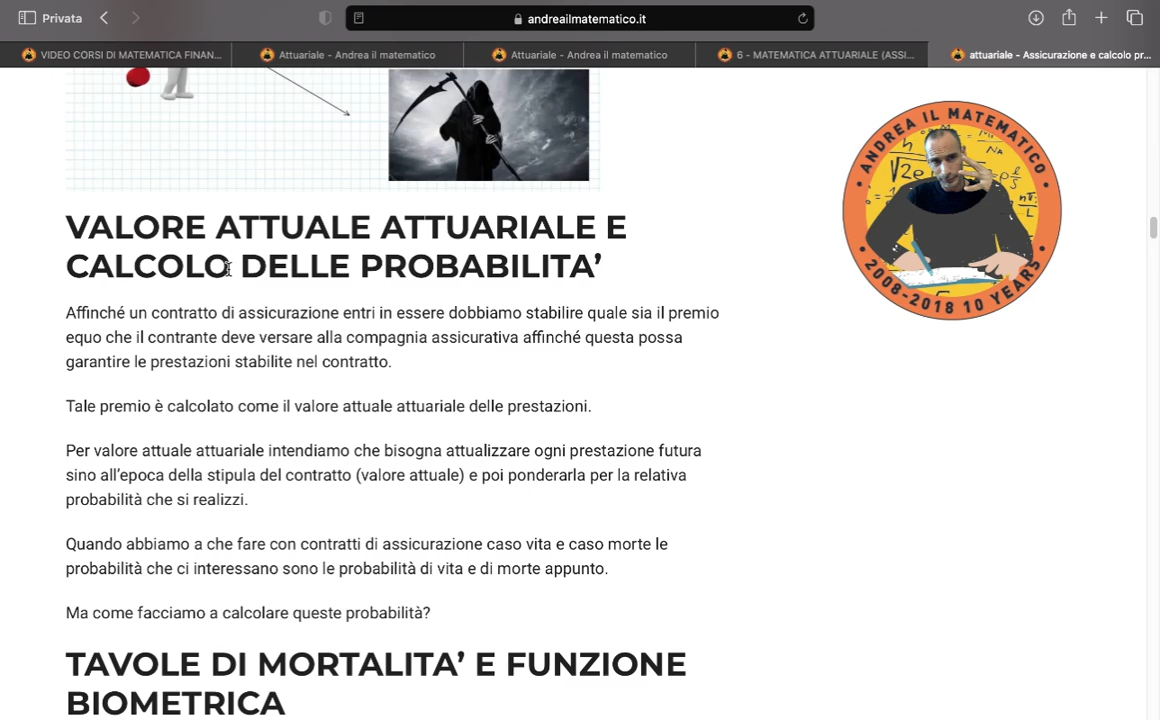 Privata
andreailmatematico.it
VIDEO CORSI DI MATEMATICA FINAN...
Attuariale - Andrea il matematico
Attuariale - Andrea il matematico
6 - MATEMATICA ATTUARIALE (ASSI...
attuariale - Assicurazione e calcolo pr...
ANDREA IL MATEMATICO
2008-2018 10 YEARS
VALORE ATTUALE ATTUARIALE E
CALCOLO DELLE PROBABILITA’
Affinché un contratto di assicurazione entri in essere dobbiamo stabilire quale sia il premio
equo che il contrante deve versare alla compagnia assicurativa affinché questa possa
garantire le prestazioni stabilite nel contratto.
Tale premio è calcolato come il valore attuale attuariale delle prestazioni.
Per valore attuale attuariale intendiamo che bisogna attualizzare ogni prestazione futura
sino all’epoca della stipula del contratto (valore attuale) e poi ponderarla per la relativa
probabilità che si realizzi.
Quando abbiamo a che fare con contratti di assicurazione caso vita e caso morte le
probabilità che ci interessano sono le probabilità di vita e di morte appunto.
Ma come facciamo a calcolare queste probabilità?
TAVOLE DI MORTALITA’ E FUNZIONE
BIOMETRICA